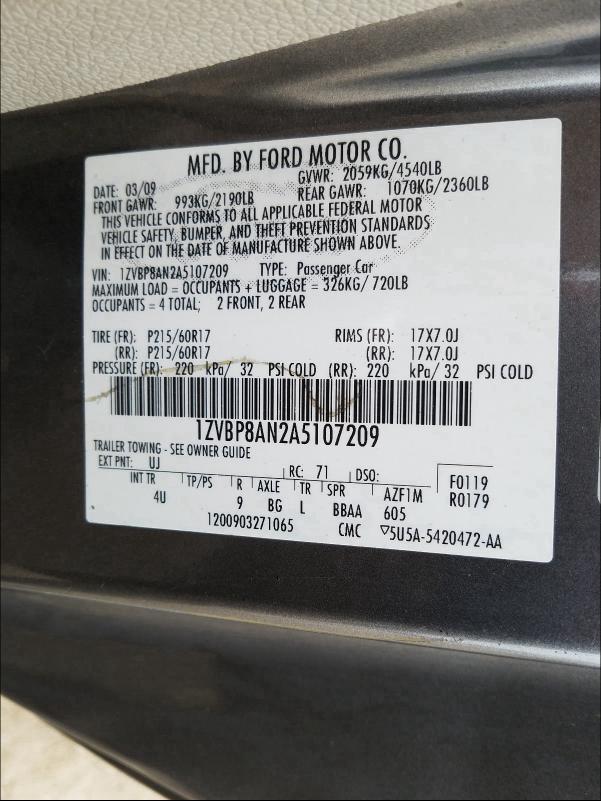 MFD. BY FORD MOTOR CO.
DATE: 03/09 GVWR: 2059KG/4540LB
FRONT GAWR: 993KG/2190LB REAR GAWR: 1070KG/2360LB
THIS VEHICLE CONFORMS TO ALL APPLICABLE FEDERAL MOTOR
VEHICLE SAFETY, BUMPER, AND THEFT PREVENTION STANDARDS
IN EFFECT ON THE DATE OF MANUFACTURE SHOWN ABOVE.
VIN: 1ZVBP8AN2A5107209 TYPE: Passenger Car
MAXIMUM LOAD = OCCUPANTS + LUGGAGE = 326KG/720LB
OCCUPANTS = 4 TOTAL; 2 FRONT, 2 REAR
TIRE (FR): P215/60R17 RIMS (FR): 17X7.0J
(RR): P215/60R17 (RR): 17X7.0J
PRESSURE (FR): 220 kPa/ 32 PSI COLD (RR): 220 kPa/ 32 PSI COLD
1ZVBP8AN2A5107209
TRAILER TOWING - SEE OWNER GUIDE
EXT PNT: UJ RC: 71 DSO: F0119
INT TR TP/PS R AXLE TR SPR AZF1M R0179
4U 9 BG L BBAA 605
1200903271065 CMC ▽5U5A-5420472-AA